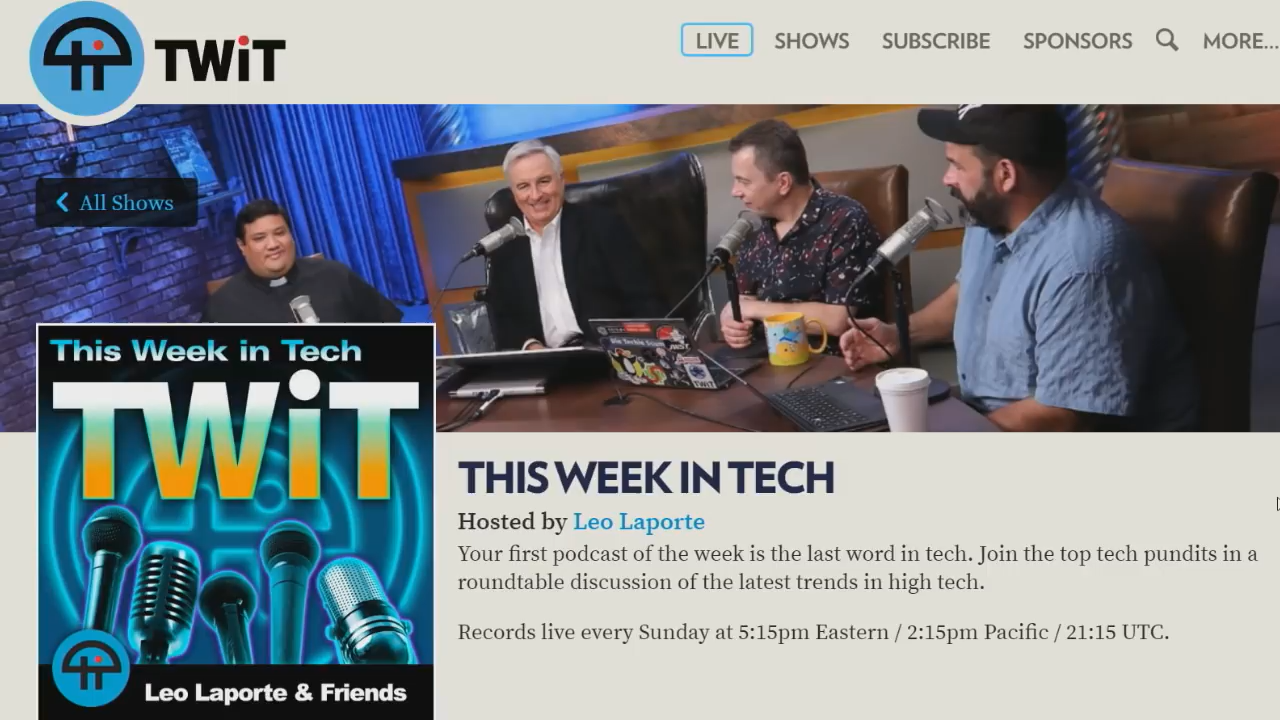 TWiT
LIVE
SHOWS
SUBSCRIBE
SPONSORS
MORE...
All Shows
This Week in Tech
TWiT
Leo Laporte & Friends
TWiT
THIS WEEK IN TECH
Hosted by Leo Laporte
Your first podcast of the week is the last word in tech. Join the top tech pundits in a
roundtable discussion of the latest trends in high tech.
Records live every Sunday at 5:15pm Eastern / 2:15pm Pacific / 21:15 UTC.